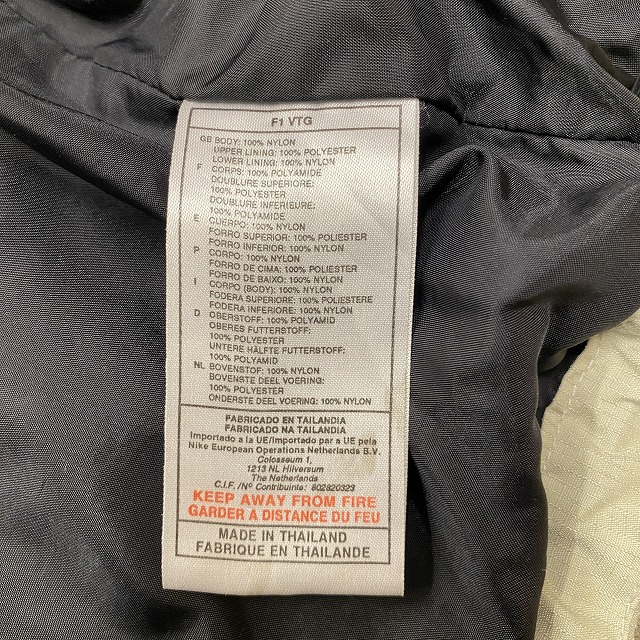 F1 VTG
GB BODY: 100% NYLON
UPPER LINING: 100% POLYESTER
LOWER LINING: 100% NYLON
F CORPS: 100% POLYAMIDE
DOUBLURE SUPERIORE:
100% POLYESTER
DOUBLURE INFERIEURE:
100% POLYAMIDE
E CUERPO: 100% NYLON
FORRO SUPERIOR: 100% POLIESTER
FORRO INFERIOR: 100% NYLON
P CORPO: 100% NYLON
FORRO DE CIMA: 100% POLIESTER
FORRO DE BAIXO: 100% NYLON
I CORPO (BODY): 100% NYLON
FODERA SUPERIORE: 100% POLIESTERE
FODERA INFERIORE: 100% NYLON
D OBERSTOFF: 100% POLYAMID
OBERES FUTTERSTOFF:
100% POLYESTER
UNTERE HÄLFTE FUTTERSTOFF:
100% POLYAMID
NL BOVENSTOF: 100% NYLON
BOVENSTE DEEL VOERING:
100% POLYESTER
ONDERSTE DEEL VOERING: 100% NYLON
FABRICADO EN TAILANDIA
FABRICADO NA TAILANDIA
Importado a la UE/Importado par a UE pela
Nike European Operations Netherlands B.V.
Colosseum 1,
1213 NL Hilversum
The Netherlands
C.I.F. /Nº Contribuinte: 802820323
KEEP AWAY FROM FIRE
GARDER A DISTANCE DU FEU
MADE IN THAILAND
FABRIQUE EN THAILANDE